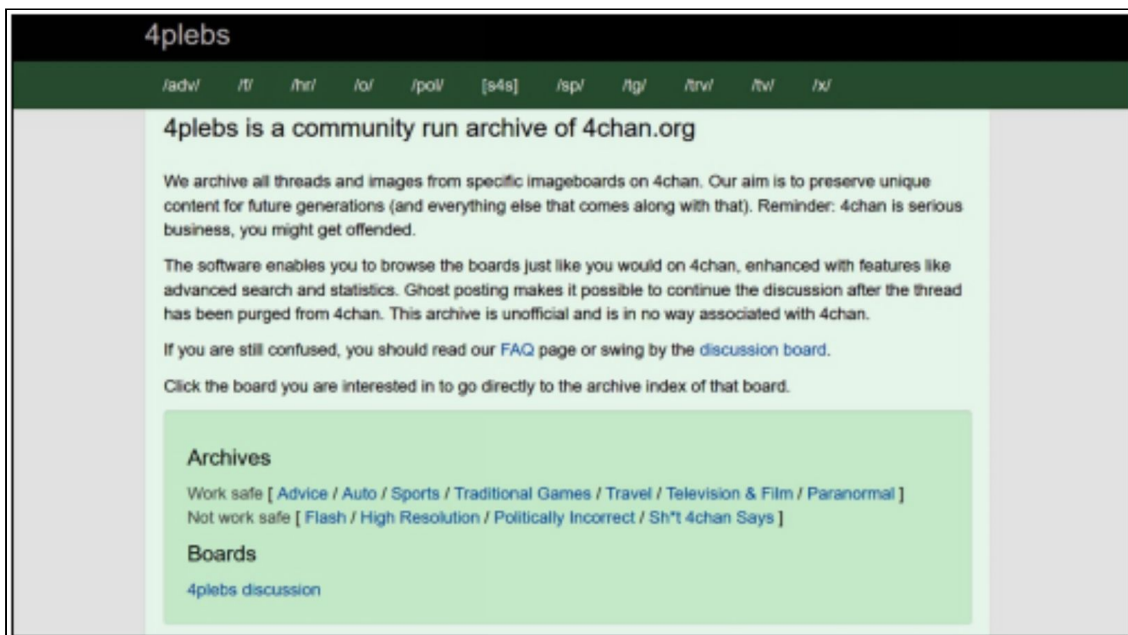 4plebs
/adv/ /f/ /hr/ /o/ /pol/ [s4s] /sp/ /tg/ /trv/ /tv/ /x/
4plebs is a community run archive of 4chan.org
We archive all threads and images from specific imageboards on 4chan. Our aim is to preserve unique
content for future generations (and everything else that comes along with that). Reminder: 4chan is serious
business, you might get offended.
The software enables you to browse the boards just like you would on 4chan, enhanced with features like
advanced search and statistics. Ghost posting makes it possible to continue the discussion after the thread
has been purged from 4chan. This archive is unofficial and is in no way associated with 4chan.
If you are still confused, you should read our FAQ page or swing by the discussion board.
Click the board you are interested in to go directly to the archive index of that board.
Archives
Work safe [ Advice / Auto / Sports / Traditional Games / Travel / Television & Film / Paranormal ]
Not work safe [ Flash / High Resolution / Politically Incorrect / Sh*t 4chan Says ]
Boards
4plebs discussion